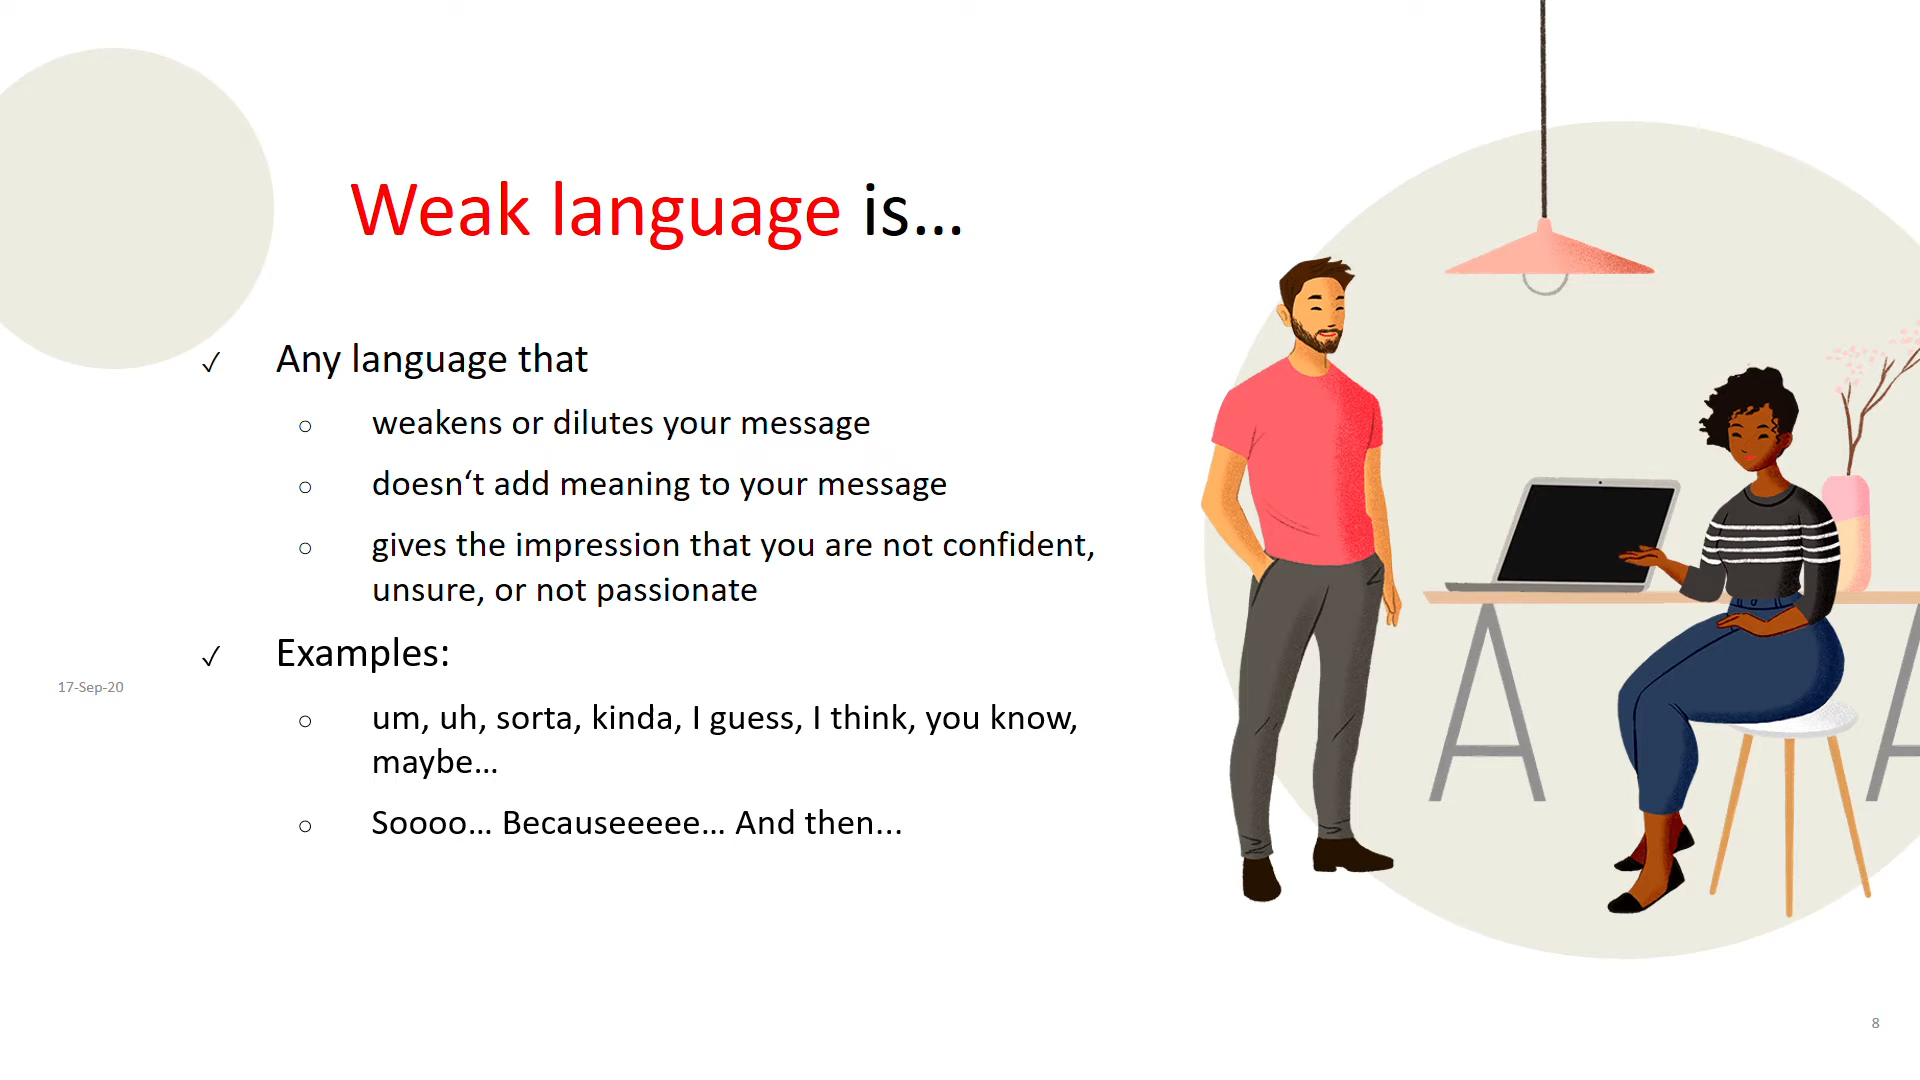 Weak language is...
✓ Any language that
○ weakens or dilutes your message
○ doesn‘t add meaning to your message
○ gives the impression that you are not confident,
unsure, or not passionate
✓ Examples:
17-Sep-20
○ um, uh, sorta, kinda, I guess, I think, you know,
maybe...
○ Soooo... Becauseeeee... And then...
8